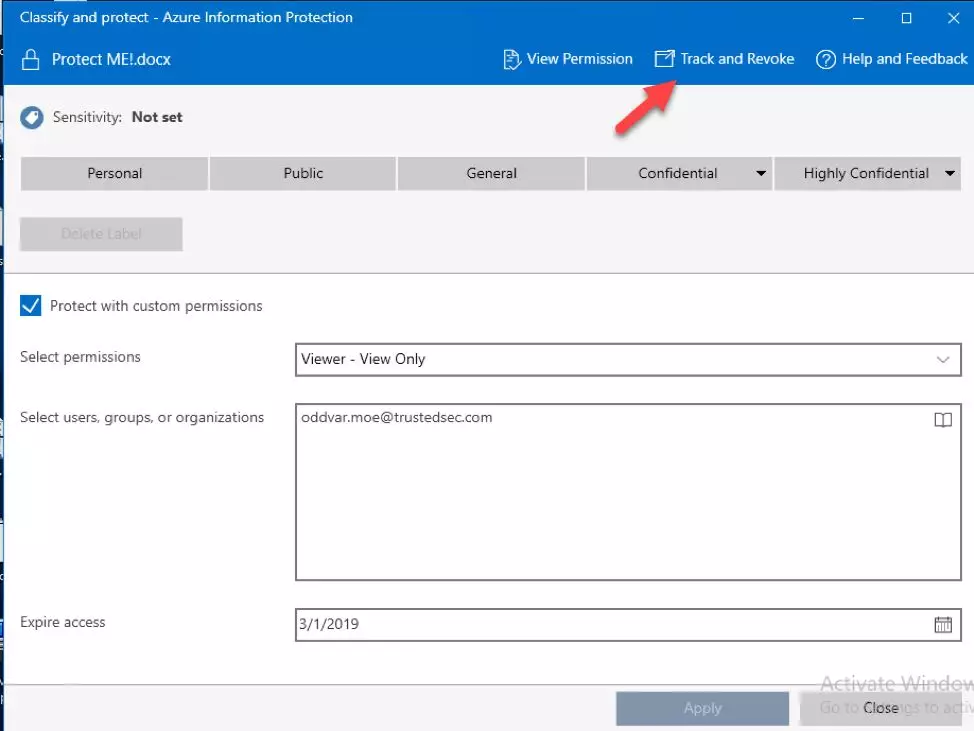 Classify and protect - Azure Information Protection
Protect ME!.docx
View Permission
Track and Revoke
Help and Feedback
Sensitivity: Not set
Personal
Public
General
Confidential
Highly Confidential
Delete Label
Protect with custom permissions
Select permissions
Viewer - View Only
Select users, groups, or organizations
oddvar.moe@trustedsec.com
Expire access
3/1/2019
Activate Window
Apply
Close
Go to